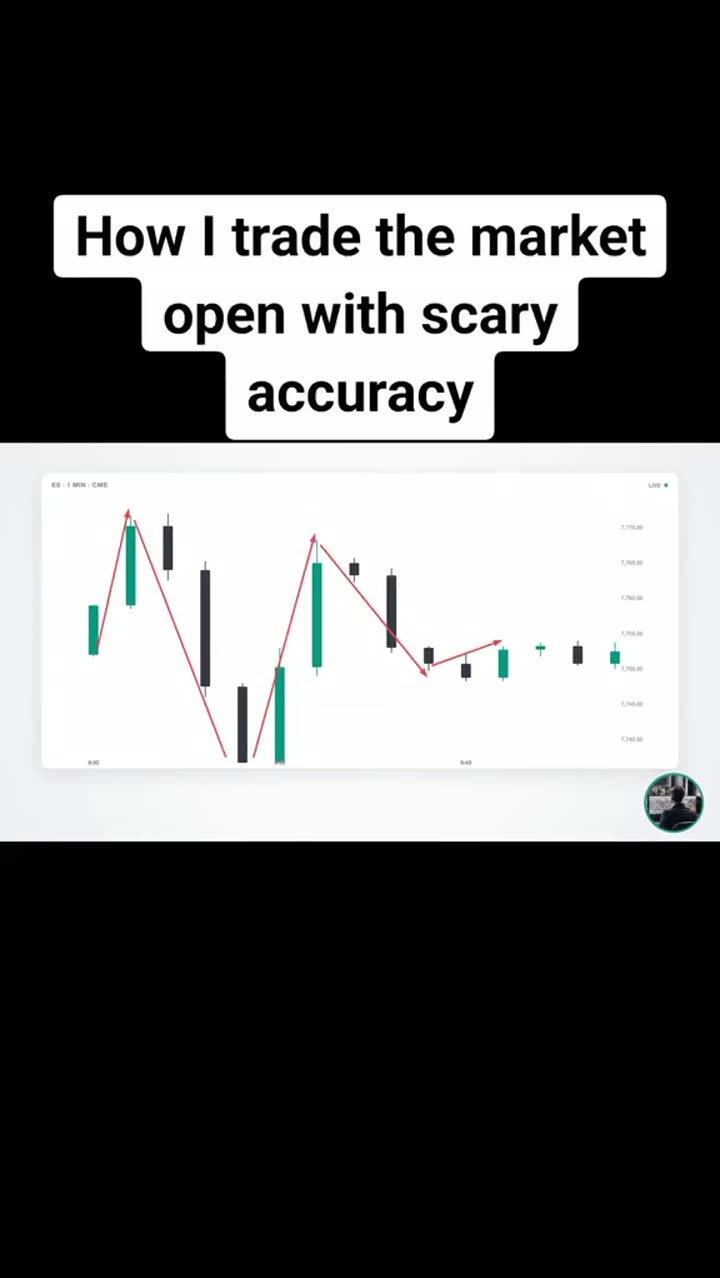 How I trade the market
open with scary
accuracy
ES · 1 MIN · CME
LIVE
7,770.00
7,765.00
7,760.00
7,755.00
7,750.00
7,745.00
7,740.00
9:30
9:40